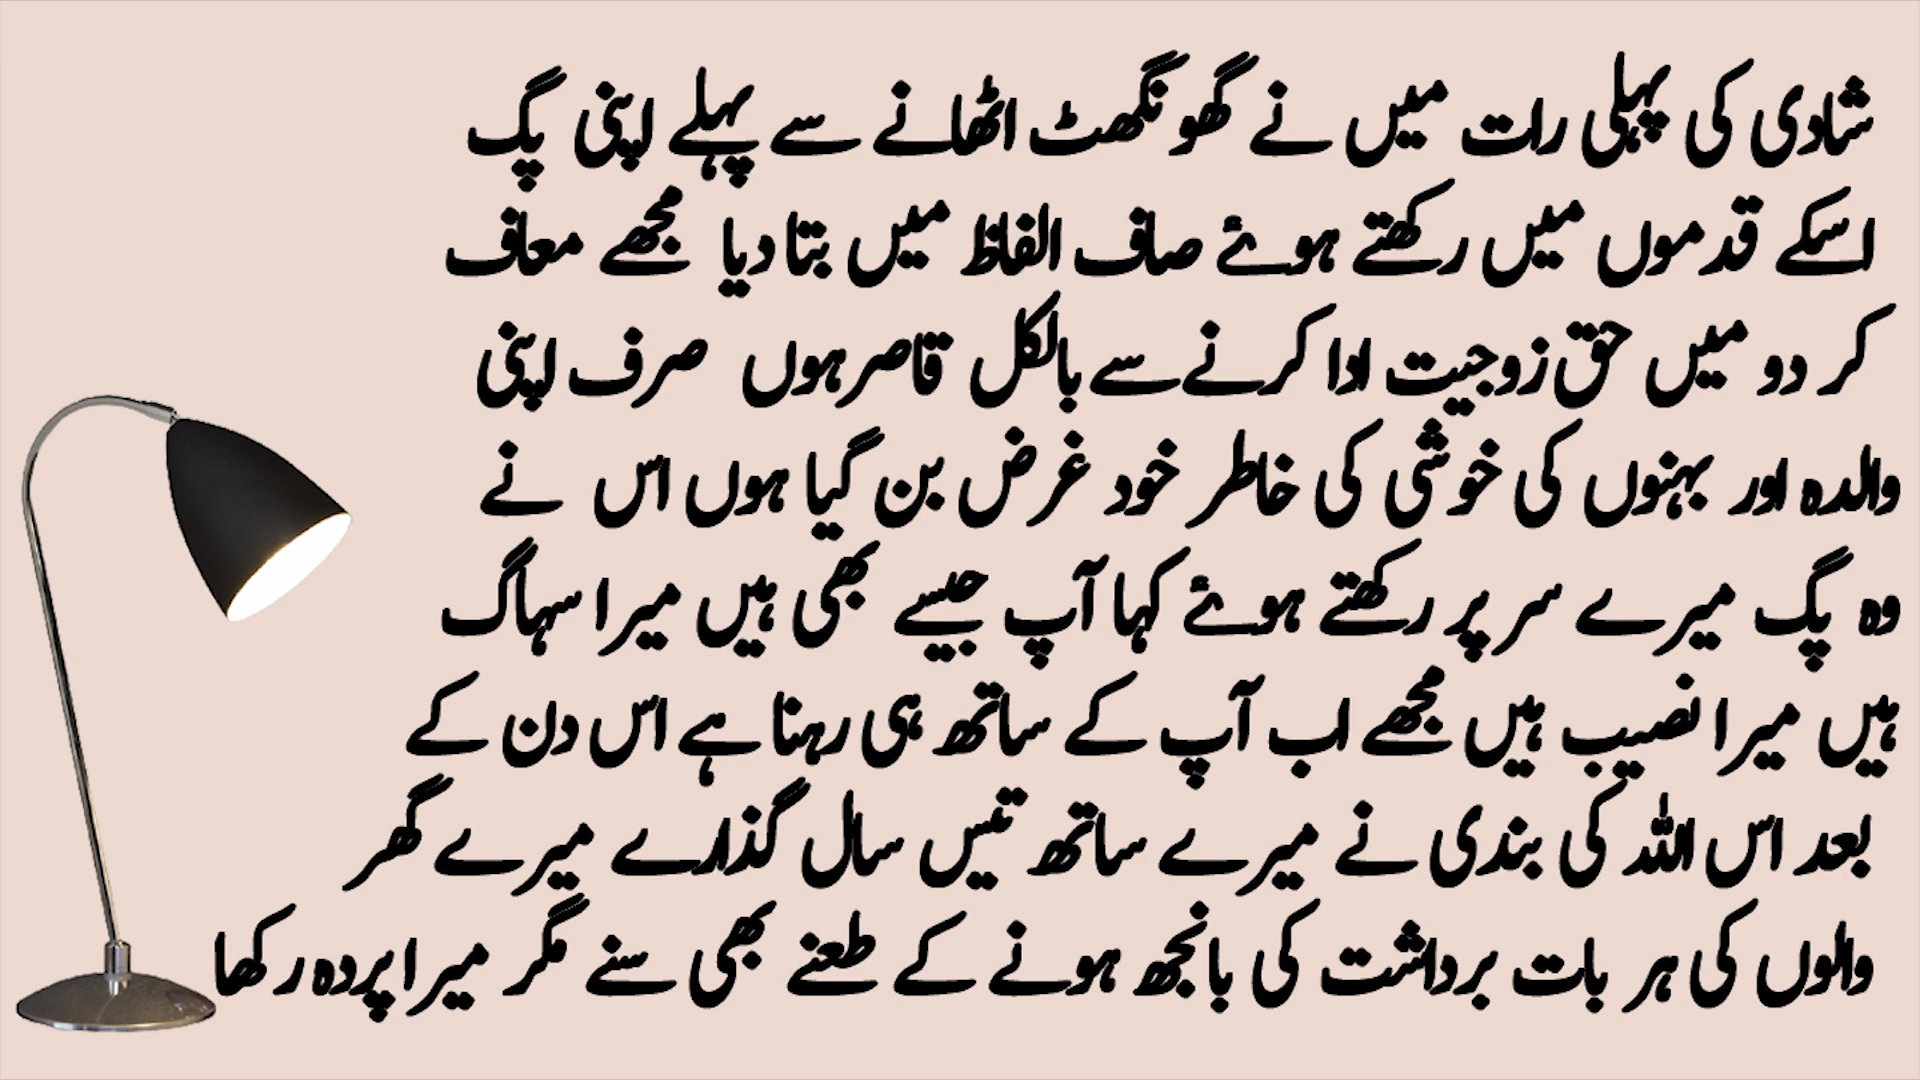 شادی کی پہلی رات میں نے گھونگھٹ اٹھانے سے پہلے اپنی پگ
اسکے قدموں میں رکھتے ہوئے صاف الفاظ میں بتا دیا مجھے معاف
کر دو میں حق زوجیت ادا کرنے سے بالکل قاصر ہوں صرف اپنی
والدہ اور بہنوں کی خوشی کی خاطر خود غرض بن گیا ہوں اس نے
وہ پگ میرے سر پر رکھتے ہوئے کہا آپ جیسے بھی ہیں میرا سہاگ
ہیں میرا نصیب ہیں مجھے اب آپ کے ساتھ ہی رہنا ہے اس دن کے
بعد اس اللہ کی بندی نے میرے ساتھ تیس سال گذارے میرے گھر
والوں کی ہر بات برداشت کی بانجھ ہونے کے طعنے بھی سنے مگر میرا پردہ رکھا